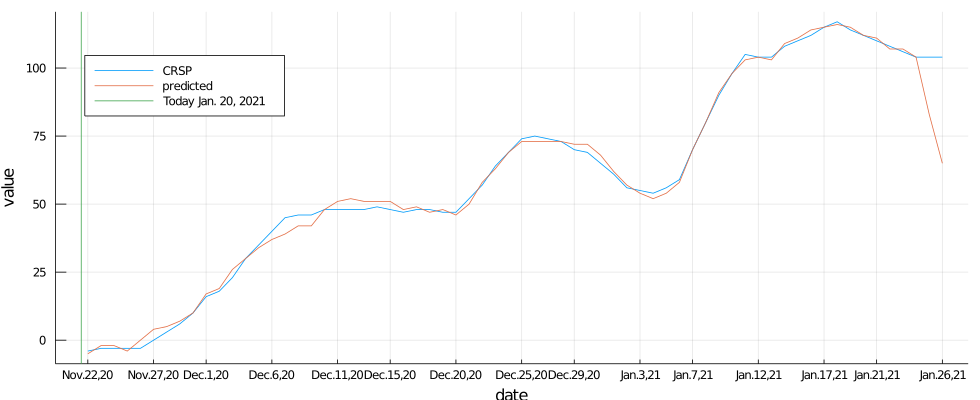 100
75
50
25
0
value
CRSP
predicted
Today Jan. 20, 2021
Nov.22,20 Nov.27,20 Dec.1,20 Dec.6,20 Dec.11,20 Dec.15,20 Dec.20,20 Dec.25,20 Dec.29,20 Jan.3,21 Jan.7,21 Jan.12,21 Jan.17,21 Jan.21,21 Jan.26,21
date